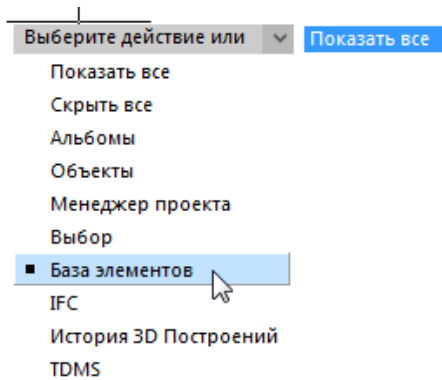 Выберите действие или Показать все
Показать все
Скрыть все
Альбомы
Объекты
Менеджер проекта
Выбор
База элементов
IFC
История 3D Построений
TDMS